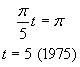 π/5 t = π
t = 5 (1975)